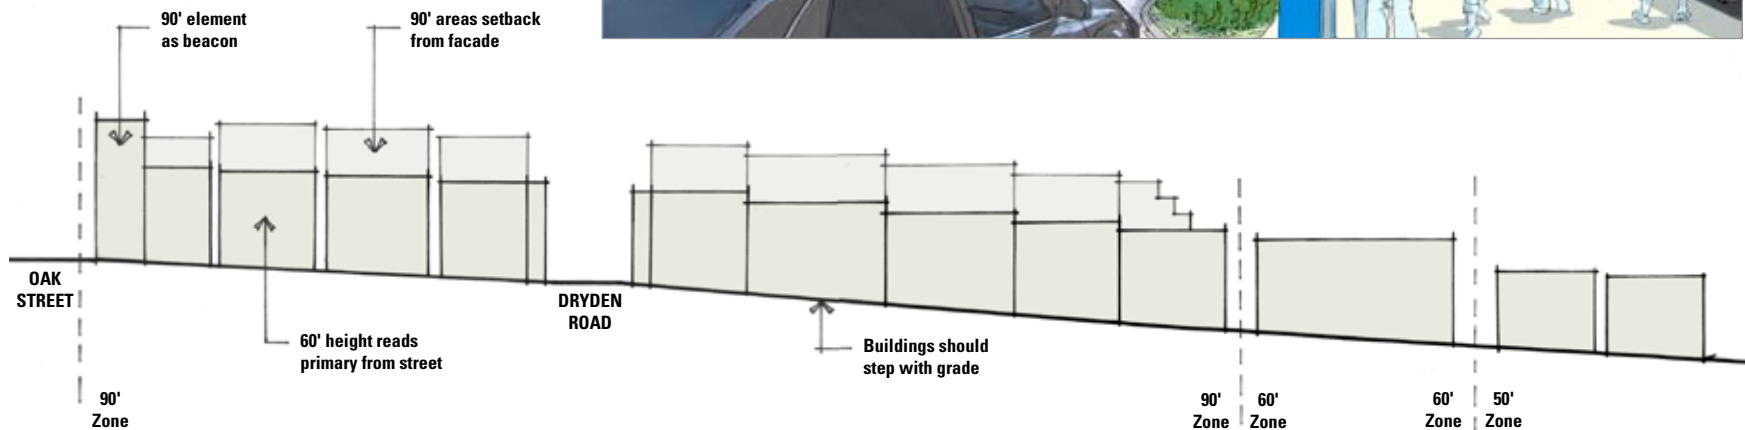 90' element
as beacon
90' areas setback
from facade
OAK
STREET
DRYDEN
ROAD
60' height reads
primary from street
Buildings should
step with grade
90'
Zone
90'
Zone
60'
Zone
60'
Zone
50'
Zone